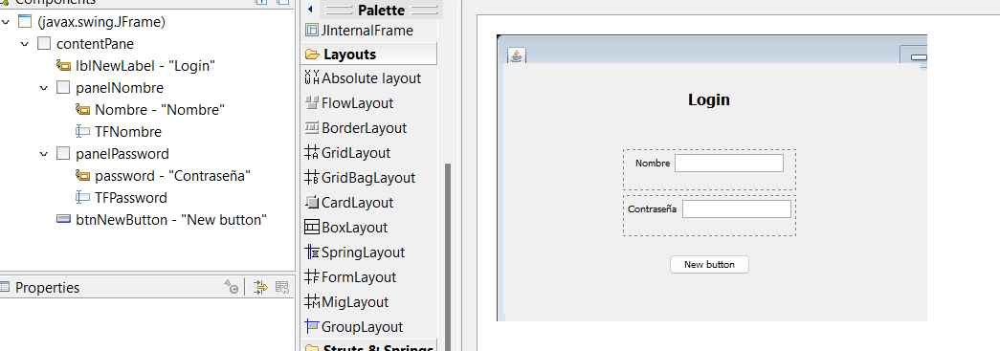 Components
(javax.swing.JFrame)
contentPane
lblNewLabel - "Login"
panelNombre
Nombre - "Nombre"
TFNombre
panelPassword
password - "Contraseña"
TFPassword
btnNewButton - "New button"
Properties
Palette
JInternalFrame
Layouts
Absolute layout
FlowLayout
BorderLayout
GridLayout
GridBagLayout
CardLayout
BoxLayout
SpringLayout
FormLayout
MigLayout
GroupLayout
Struts & Springs
Login
Nombre
Contraseña
New button